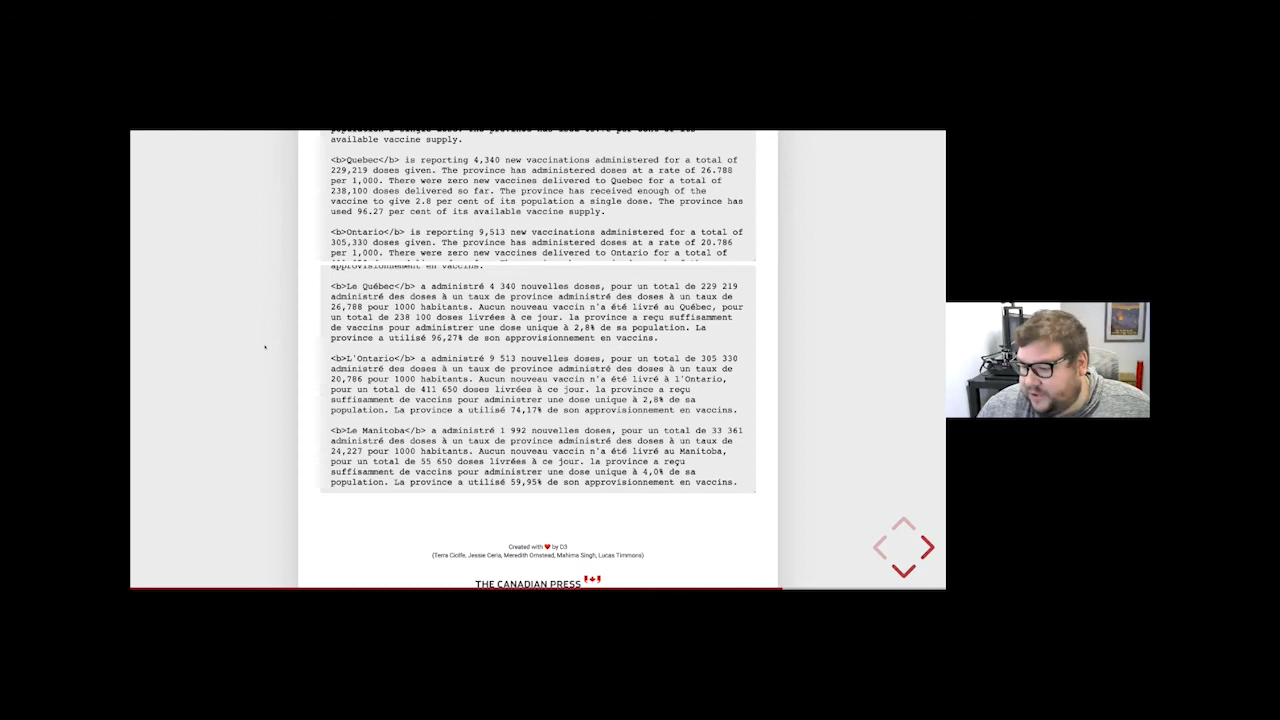 available vaccine supply.
<b>Quebec</b> is reporting 4,340 new vaccinations administered for a total of
229,219 doses given. The province has administered doses at a rate of 26.788
per 1,000. There were zero new vaccines delivered to Quebec for a total of
238,100 doses delivered so far. The province has received enough of the
vaccine to give 2.8 per cent of its population a single dose. The province has
used 96.27 per cent of its available vaccine supply.
<b>Ontario</b> is reporting 9,513 new vaccinations administered for a total of
305,330 doses given. The province has administered doses at a rate of 20.786
per 1,000. There were zero new vaccines delivered to Ontario for a total of
approvisionnement en vaccins.
<b>Le Québec</b> a administré 4 340 nouvelles doses, pour un total de 229 219
administré des doses à un taux de province administré des doses à un taux de
26,788 pour 1000 habitants. Aucun nouveau vaccin n'a été livré au Québec, pour
un total de 238 100 doses livrées à ce jour. la province a reçu suffisamment
de vaccins pour administrer une dose unique à 2,8% de sa population. La
province a utilisé 96,27% de son approvisionnement en vaccins.
<b>L'Ontario</b> a administré 9 513 nouvelles doses, pour un total de 305 330
administré des doses à un taux de province administré des doses à un taux de
20,786 pour 1000 habitants. Aucun nouveau vaccin n'a été livré à l'Ontario,
pour un total de 411 650 doses livrées à ce jour. la province a reçu
suffisamment de vaccins pour administrer une dose unique à 2,8% de sa
population. La province a utilisé 74,17% de son approvisionnement en vaccins.
<b>Le Manitoba</b> a administré 1 992 nouvelles doses, pour un total de 33 361
administré des doses à un taux de province administré des doses à un taux de
24,227 pour 1000 habitants. Aucun nouveau vaccin n'a été livré au Manitoba,
pour un total de 55 650 doses livrées à ce jour. la province a reçu
suffisamment de vaccins pour administrer une dose unique à 4,0% de sa
population. La province a utilisé 59,95% de son approvisionnement en vaccins.
Created with ❤ by D3
(Terra Ciolfe, Jessie Ceria, Meredith Ornstead, Mahima Singh, Lucas Timmons)
THE CANADIAN PRESS